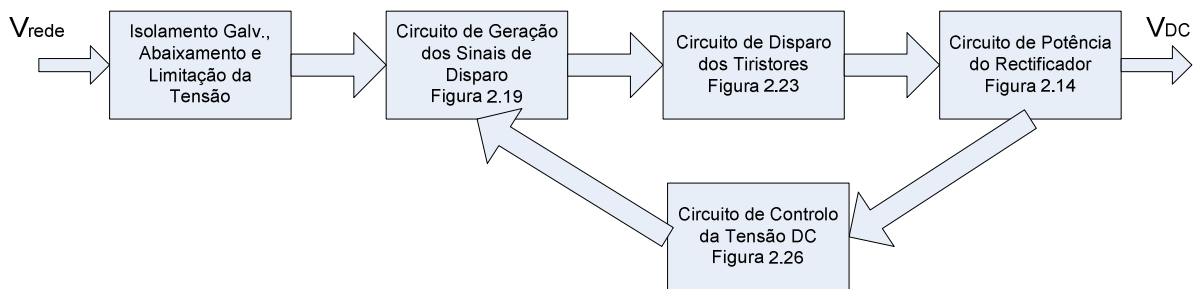 Vrede
Isolamento Galv.,
Abaixamento e
Limitação da
Tensão
Circuito de Geração
dos Sinais de
Disparo
Figura 2.19
Circuito de Disparo
dos Tiristores
Figura 2.23
Circuito de Potência
do Rectificador
Figura 2.14
VDC
Circuito de Controlo
da Tensão DC
Figura 2.26